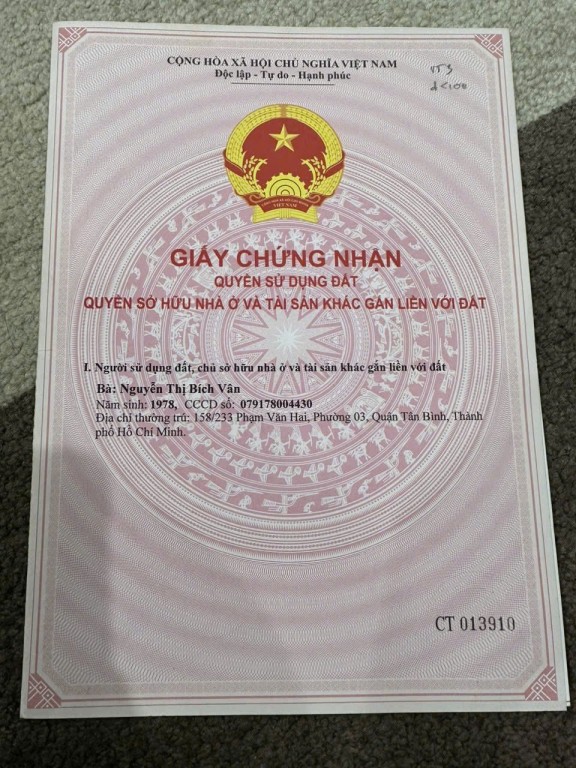 CỘNG HÒA XÃ HỘI CHỦ NGHĨA VIỆT NAM
Độc lập - Tự do - Hạnh phúc
VT3
VIỆT NAM
GIẤY CHỨNG NHẬN
QUYỀN SỬ DỤNG ĐẤT
QUYỀN SỞ HỮU NHÀ Ở VÀ TÀI SẢN KHÁC GẮN LIỀN VỚI ĐẤT
I. Người sử dụng đất, chủ sở hữu nhà ở và tài sản khác gắn liền với đất
Bà: Nguyễn Thị Bích Vân
Năm sinh: 1978, CCCD số: 079178004430
Địa chỉ thường trú: 158/233 Phạm Văn Hai, Phường 03, Quận Tân Bình, Thành
phố Hồ Chí Minh.
CT 013910